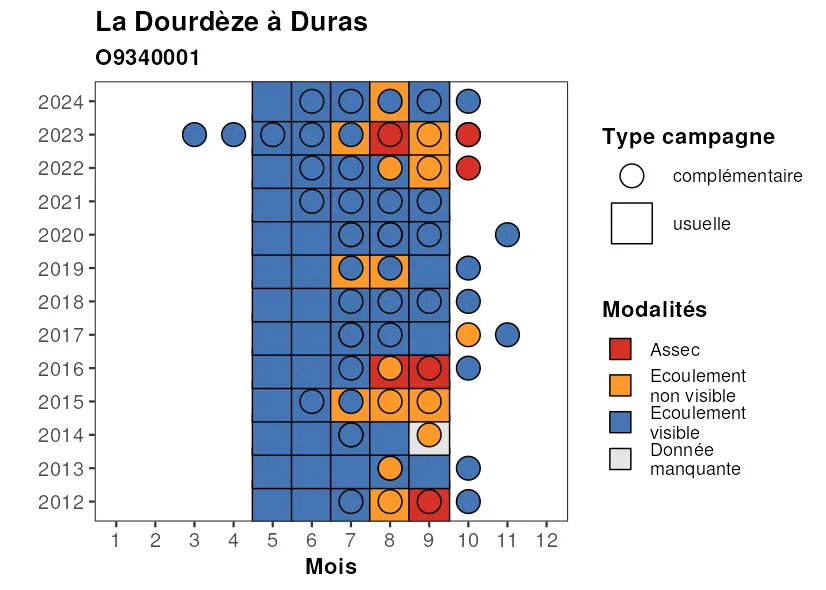 La Dourdèze à Duras
O9340001
2024
2023
2022
2021
2020
2019
2018
2017
2016
2015
2014
2013
2012
1 2 3 4 5 6 7 8 9 10 11 12
Mois
Type campagne
complémentaire
usuelle
Modalités
Assec
Ecoulement
non visible
Ecoulement
visible
Donnée
manquante